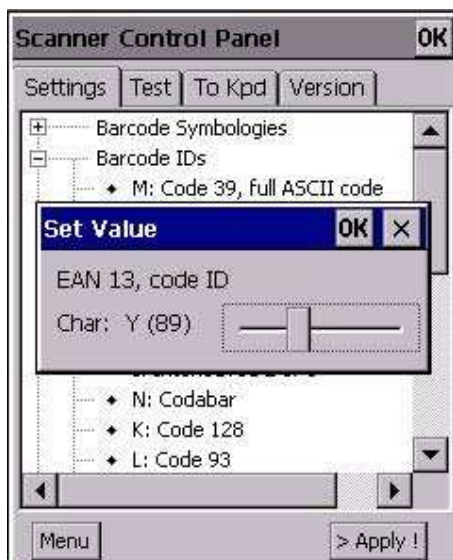 Scanner Control Panel OK
Settings Test To Kpd Version
Barcode Symbologies
Barcode IDs
M: Code 39, full ASCII code
Set Value OK ×
EAN 13, code ID
Char: Y (89)
N: Codabar
K: Code 128
L: Code 93
Menu > Apply !